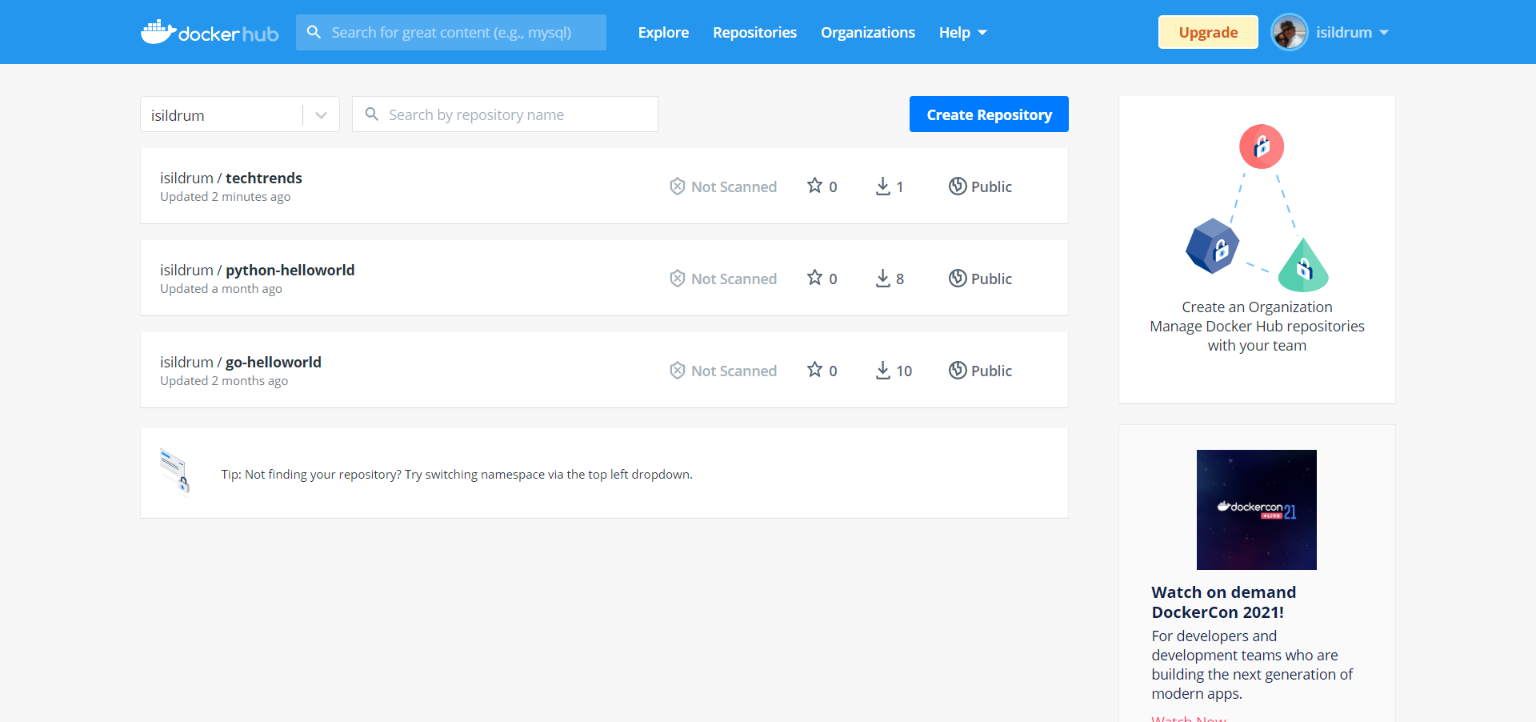 docker hub
Search for great content (e.g., mysql)
Explore
Repositories
Organizations
Help
Upgrade
isildrum
isildrum
Search by repository name
Create Repository
isildrum / techtrends
Updated 2 minutes ago
Not Scanned
0
1
Public
isildrum / python-helloworld
Updated a month ago
Not Scanned
0
8
Public
isildrum / go-helloworld
Updated 2 months ago
Not Scanned
0
10
Public
Tip: Not finding your repository? Try switching namespace via the top left dropdown.
Create an Organization
Manage Docker Hub repositories
with your team
dockercon
LIVE
21
Watch on demand
DockerCon 2021!
For developers and
development teams who are
building the next generation of
modern apps.
Watch Now